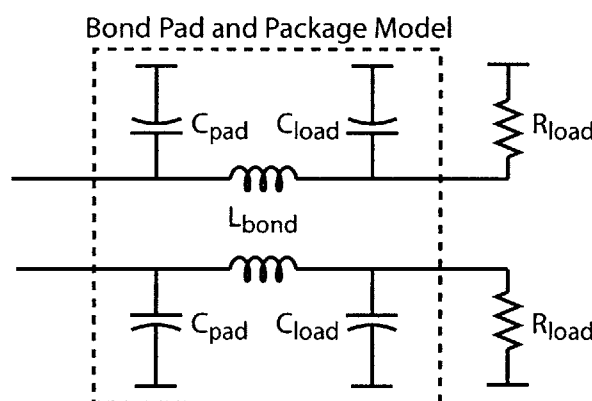 Bond Pad and Package Model
Cpad
Cload
Rload
Lbond
Cpad
Cload
Rload